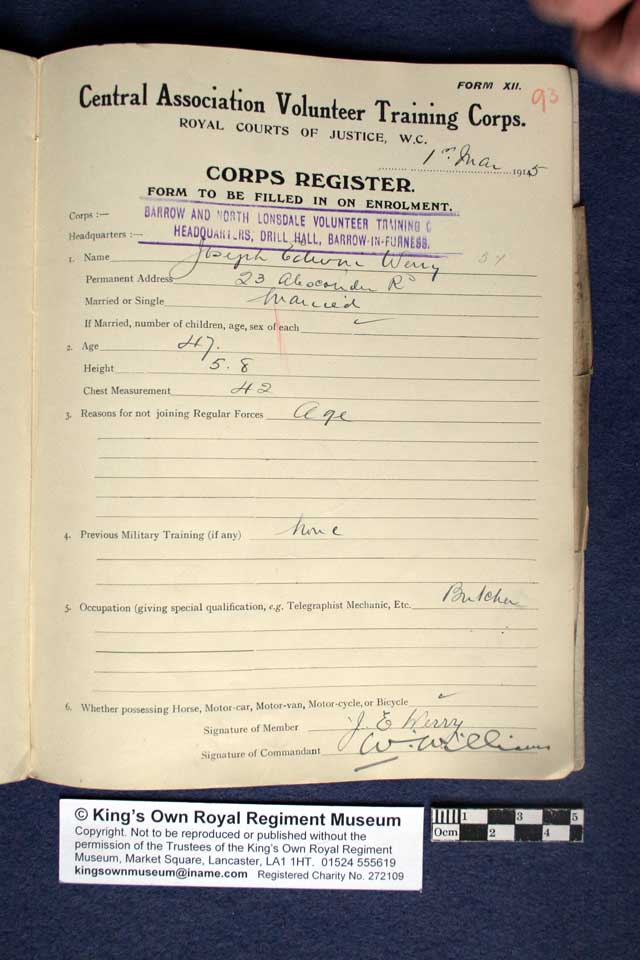 FORM XII.
93
Central Association Volunteer Training Corps.
ROYAL COURTS OF JUSTICE, W.C.
1st Mar 1915
CORPS REGISTER.
FORM TO BE FILLED IN ON ENROLMENT.
Corps :— BARROW AND NORTH LONSDALE VOLUNTEER TRAINING C
Headquarters :— HEADQUARTERS, DRILL HALL, BARROW-IN-FURNESS.
1. Name Joseph Edwin Werry
Permanent Address 23 Alexander Rd
Married or Single Married
If Married, number of children, age, sex of each
2. Age 47.
Height 5.8
Chest Measurement 42
3. Reasons for not joining Regular Forces Age
4. Previous Military Training (if any) None
5. Occupation (giving special qualification, e.g. Telegraphist Mechanic, Etc. Butcher
6. Whether possessing Horse, Motor-car, Motor-van, Motor-cycle, or Bicycle
Signature of Member J. E Werry
Signature of Commandant W. Williams
© King's Own Royal Regiment Museum
Copyright. Not to be reproduced or published without the
permission of the Trustees of the King's Own Royal Regiment
Museum, Market Square, Lancaster, LA1 1HT. 01524 555619
kingsownmuseum@iname.com Registered Charity No. 272109
1 3 5
0cm 2 4